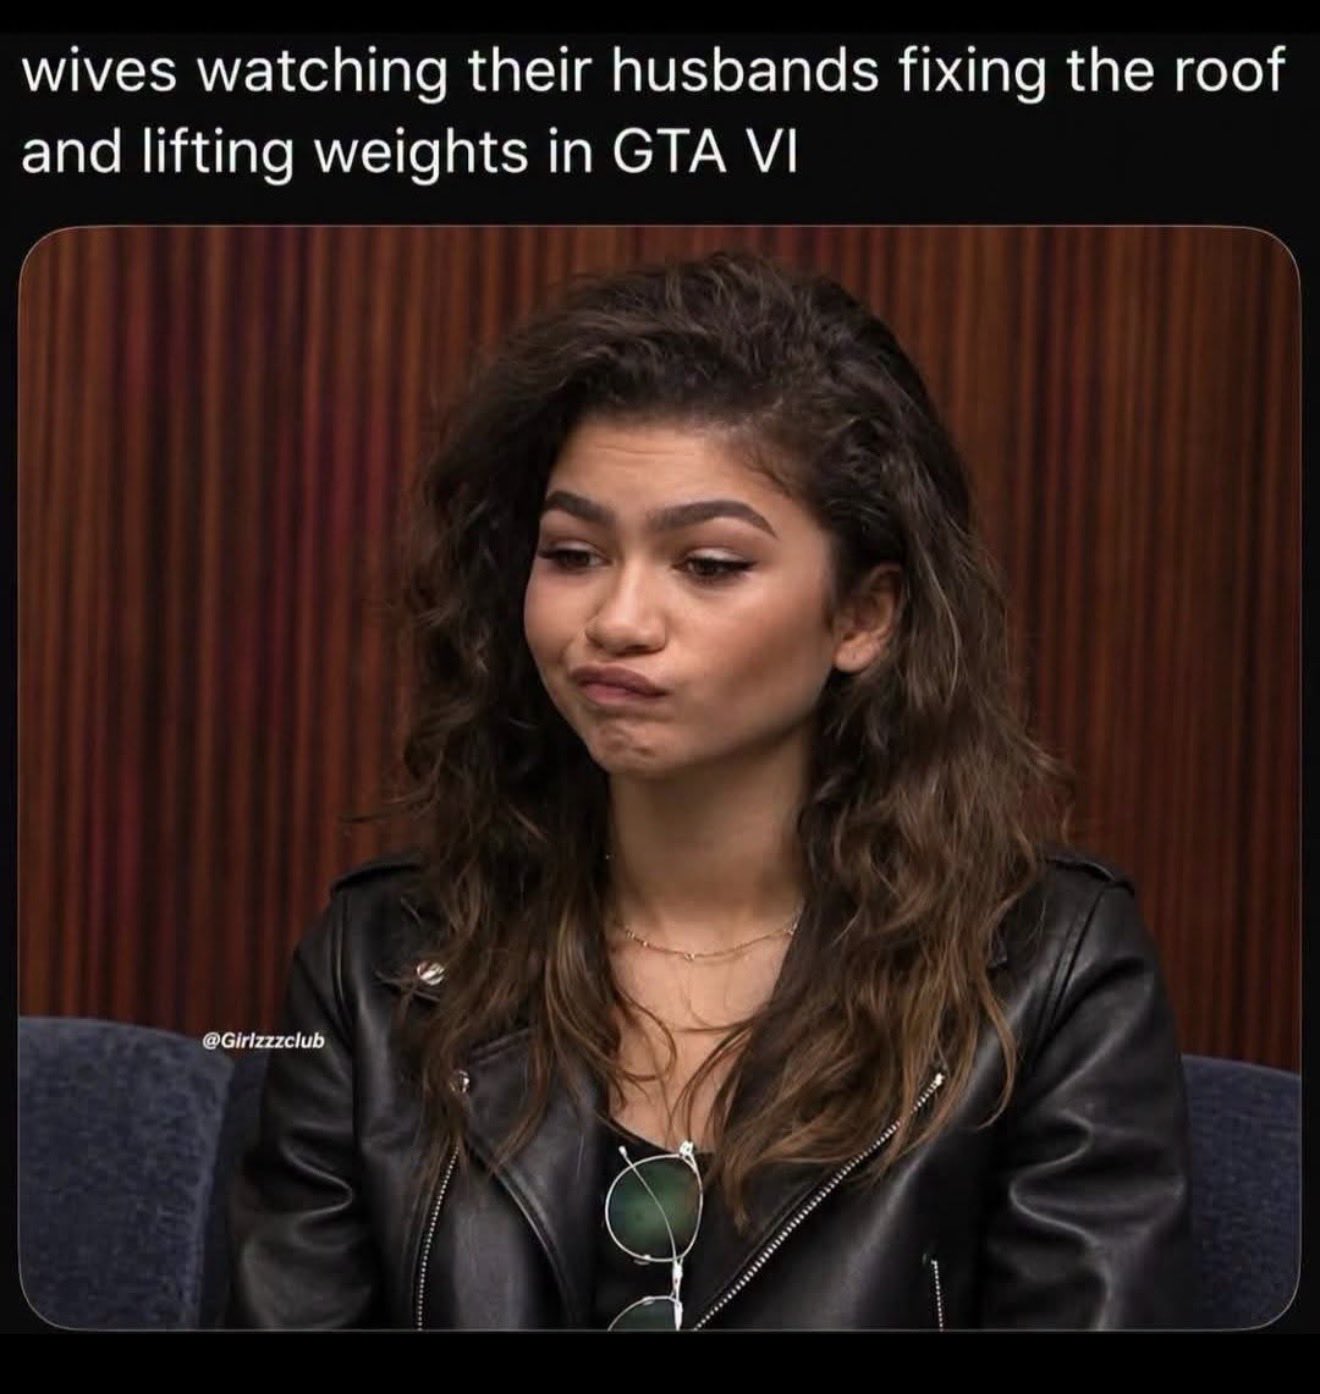 wives watching their husbands fixing the roof
and lifting weights in GTA VI
@Girlzzzclub